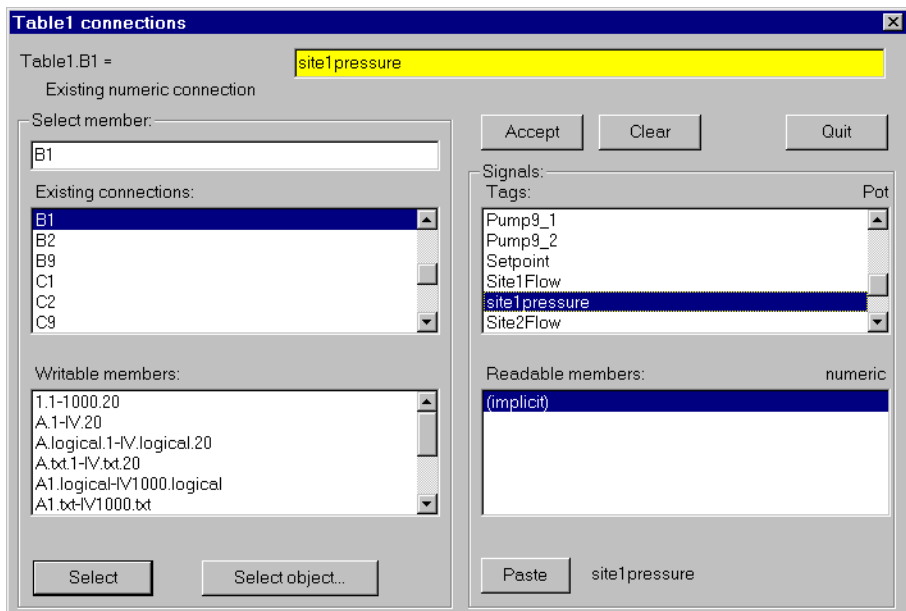 Table1 connections
Table1.B1 =
site1pressure
Existing numeric connection
Select member:
B1
Existing connections:
B1
B2
B9
C1
C2
C9
Writable members:
1.1-1000.20
A.1-IV.20
A.logical.1-IV.logical.20
A.txt.1-IV.txt.20
A1.logical-IV1000.logical
A1.txt-IV1000.txt
Select
Select object...
Accept
Clear
Quit
Signals:
Tags:
Pot
Pump9_1
Pump9_2
Setpoint
Site1Flow
site1pressure
Site2Flow
Readable members:
numeric
(implicit)
Paste
site1pressure